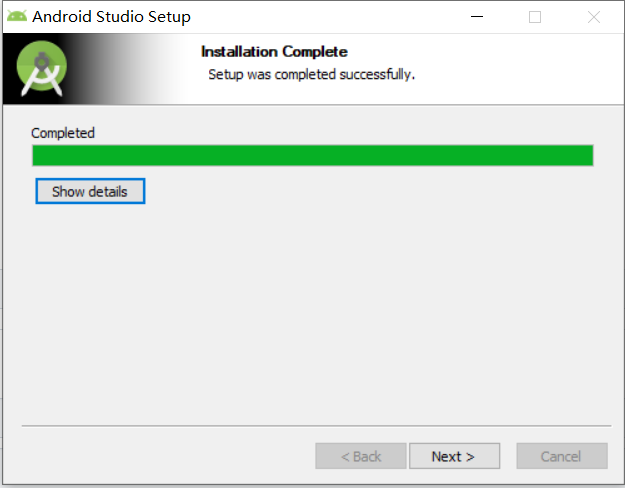 Android Studio Setup
Installation Complete
Setup was completed successfully.
Completed
Show details
< Back
Next >
Cancel